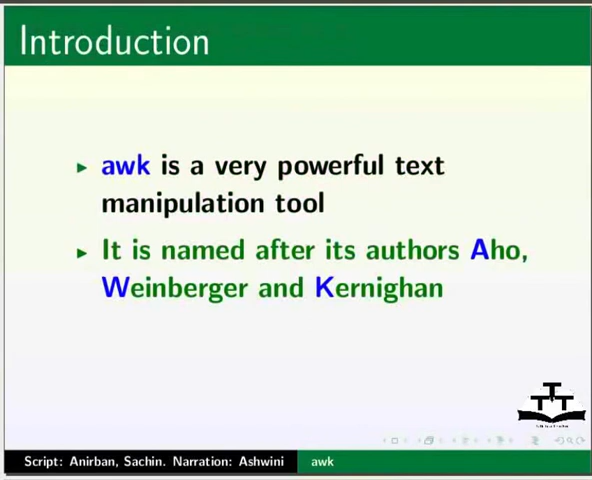 Introduction
awk is a very powerful text
manipulation tool
It is named after its authors Aho,
Weinberger and Kernighan
TTT
Script: Anirban, Sachin. Narration: Ashwini awk